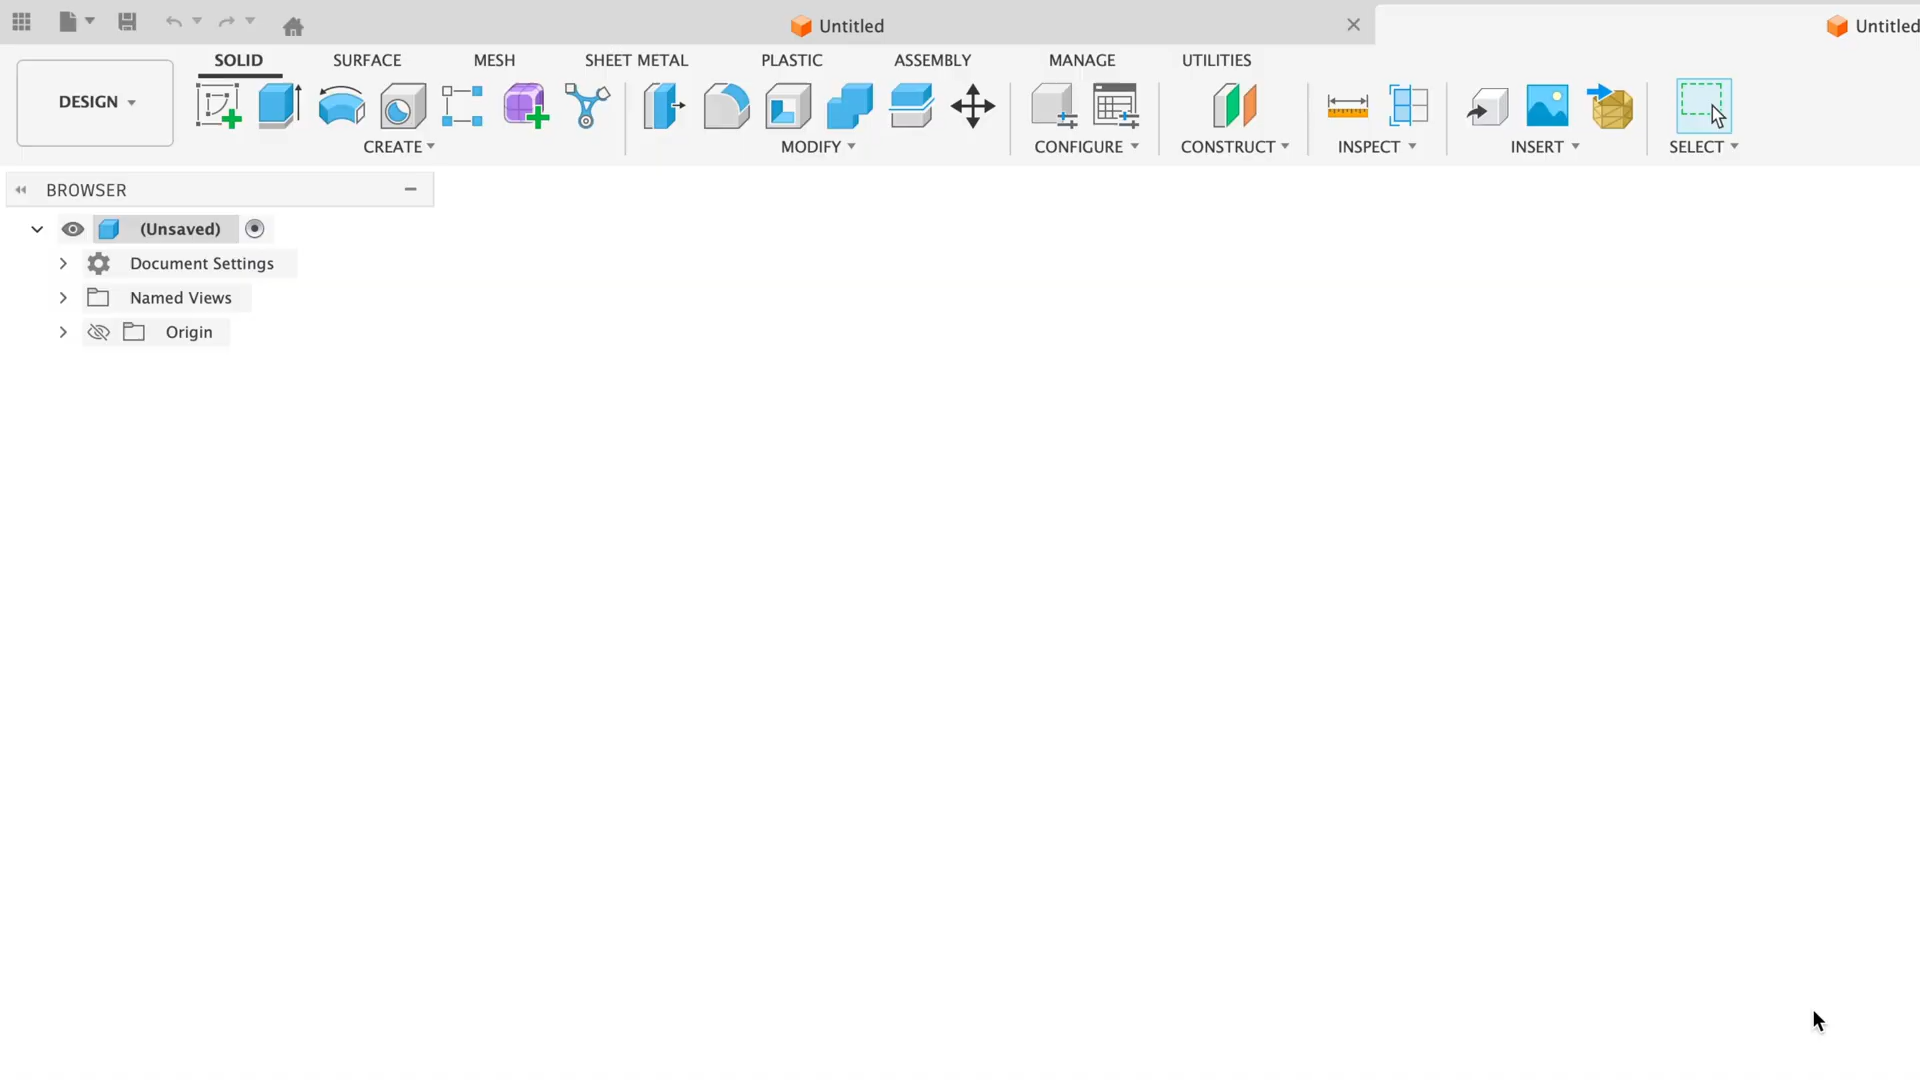 Untitled
Untitled
DESIGN
SOLID SURFACE MESH SHEET METAL PLASTIC ASSEMBLY MANAGE UTILITIES
CREATE MODIFY CONFIGURE CONSTRUCT INSPECT INSERT SELECT
BROWSER
(Unsaved)
Document Settings
Named Views
Origin